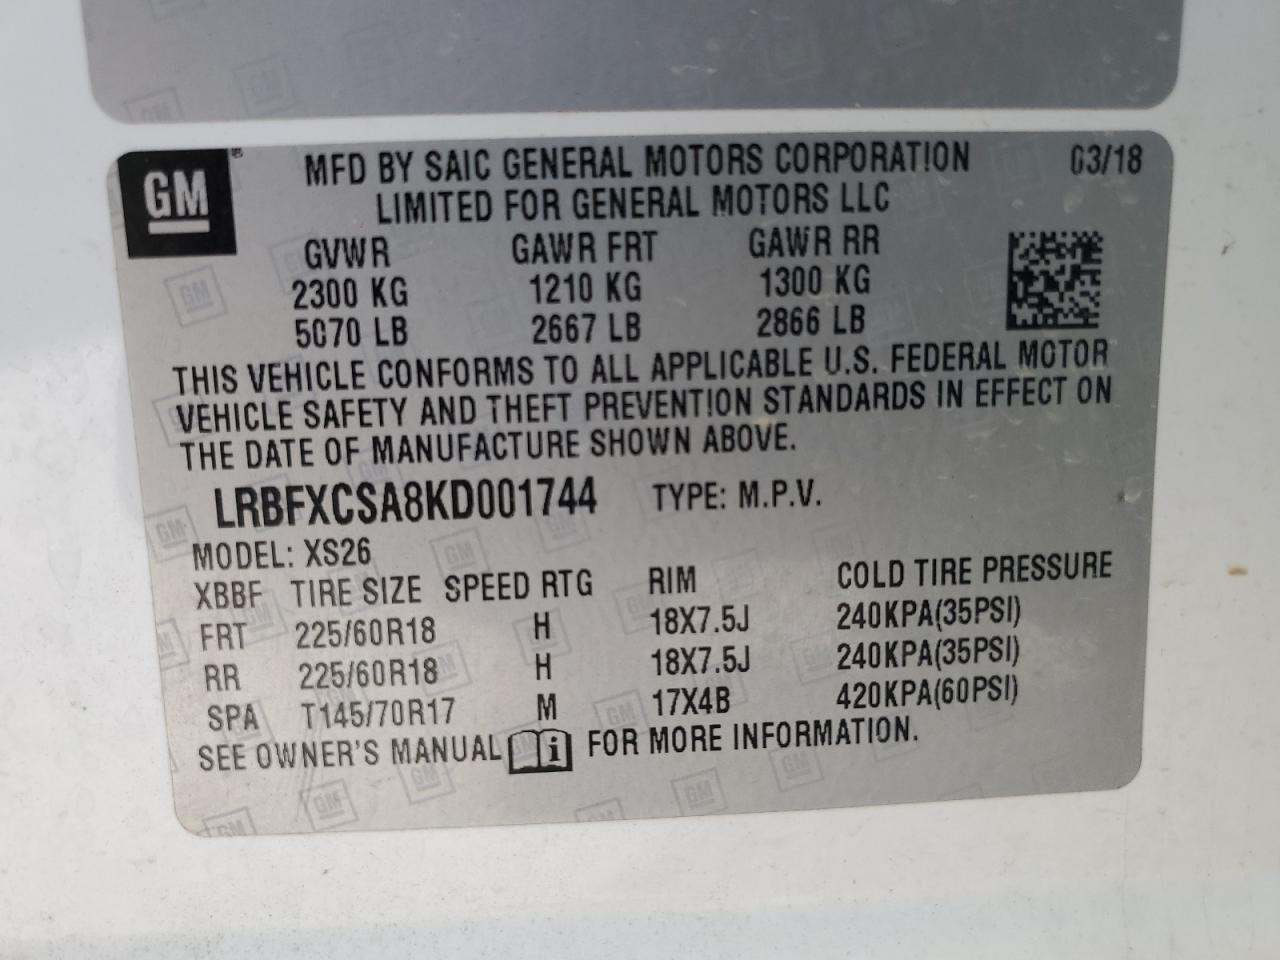 GM®
MFD BY SAIC GENERAL MOTORS CORPORATION 03/18
LIMITED FOR GENERAL MOTORS LLC
GVWR GAWR FRT GAWR RR
2300 KG 1210 KG 1300 KG
5070 LB 2667 LB 2866 LB
THIS VEHICLE CONFORMS TO ALL APPLICABLE U.S. FEDERAL MOTOR
VEHICLE SAFETY AND THEFT PREVENTION STANDARDS IN EFFECT ON
THE DATE OF MANUFACTURE SHOWN ABOVE.
LRBFXCSA8KD001744 TYPE: M.P.V.
MODEL: XS26
XBBF TIRE SIZE SPEED RTG RIM COLD TIRE PRESSURE
FRT 225/60R18 H 18X7.5J 240KPA(35PSI)
RR 225/60R18 H 18X7.5J 240KPA(35PSI)
SPA T145/70R17 M 17X4B 420KPA(60PSI)
SEE OWNER'S MANUAL i FOR MORE INFORMATION.